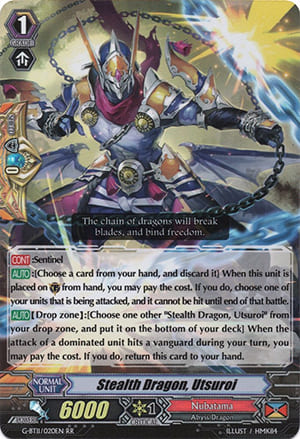 1
GRADE
The chain of dragons will break
blades, and bind freedom.
CONT:Sentinel
AUTO:[Choose a card from your hand, and discard it] When this unit is
placed on G from hand, you may pay the cost. If you do, choose one of
your units that is being attacked, and it cannot be hit until end of that battle.
AUTO【Drop zone】:[Choose one other "Stealth Dragon, Utsuroi" from
your drop zone, and put it on the bottom of your deck] When the
attack of a dominated unit hits a vanguard during your turn, you
may pay the cost. If you do, return this card to your hand.
NORMAL
UNIT
Stealth Dragon, Utsuroi
6000
1
CRITICAL
Nubatama
Abyss Dragon
G-BT11/020EN RR
ILLUST / HMK84